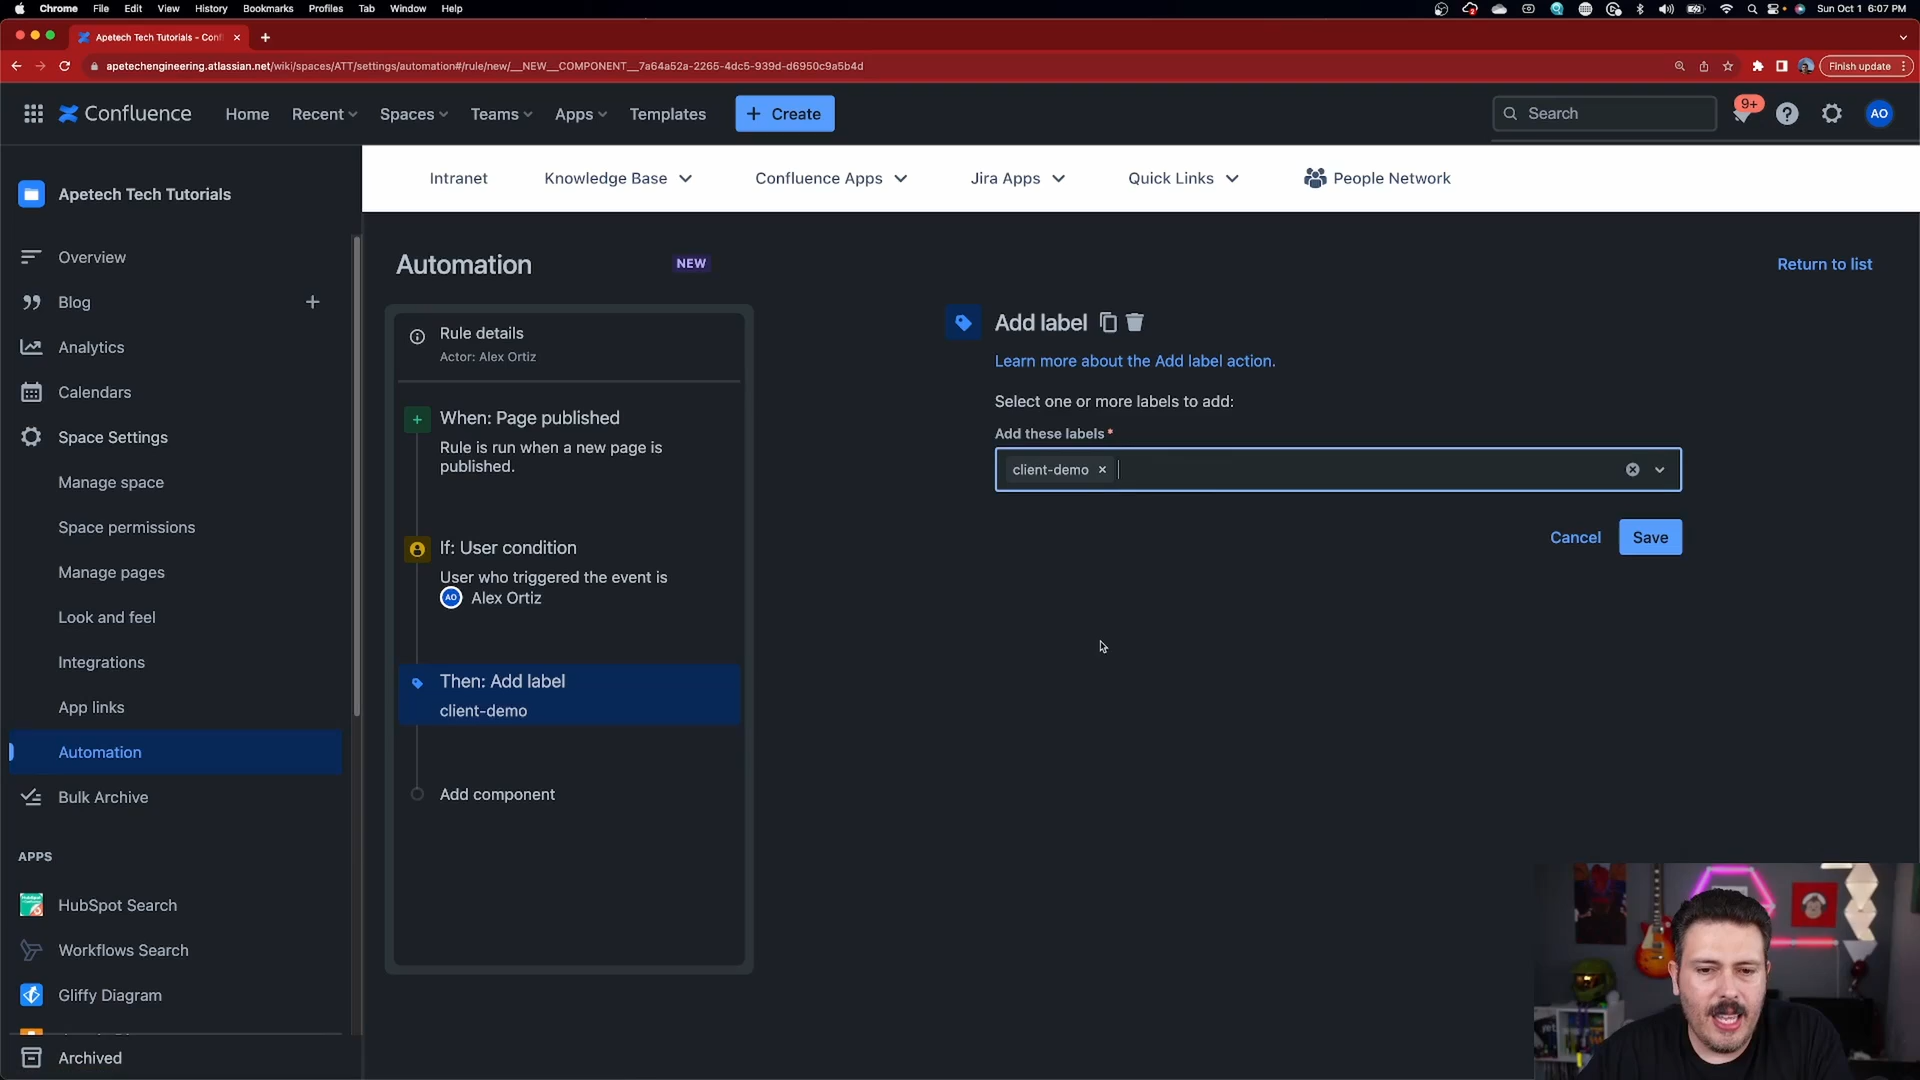 Chrome File Edit View History Bookmarks Profiles Tab Window Help
Sun Oct 1 6:07 PM
Apetech Tech Tutorials - Conf
apetechengineering.atlassian.net/wiki/spaces/ATT/settings/automation#/rule/new/__NEW__COMPONENT__7a64a52a-2265-4dc5-939d-d6950c9a5b4d
Finish update
Confluence Home Recent Spaces Teams Apps Templates + Create
Search
9+
AO
Apetech Tech Tutorials
Overview
Blog
Analytics
Calendars
Space Settings
Manage space
Space permissions
Manage pages
Look and feel
Integrations
App links
Automation
Bulk Archive
APPS
HubSpot Search
Workflows Search
Gliffy Diagram
Archived
Intranet Knowledge Base Confluence Apps Jira Apps Quick Links People Network
Automation NEW
Return to list
Rule details
Actor: Alex Ortiz
When: Page published
Rule is run when a new page is
published.
If: User condition
User who triggered the event is
AO Alex Ortiz
Then: Add label
client-demo
Add component
Add label
Learn more about the Add label action.
Select one or more labels to add:
Add these labels*
client-demo
Cancel Save